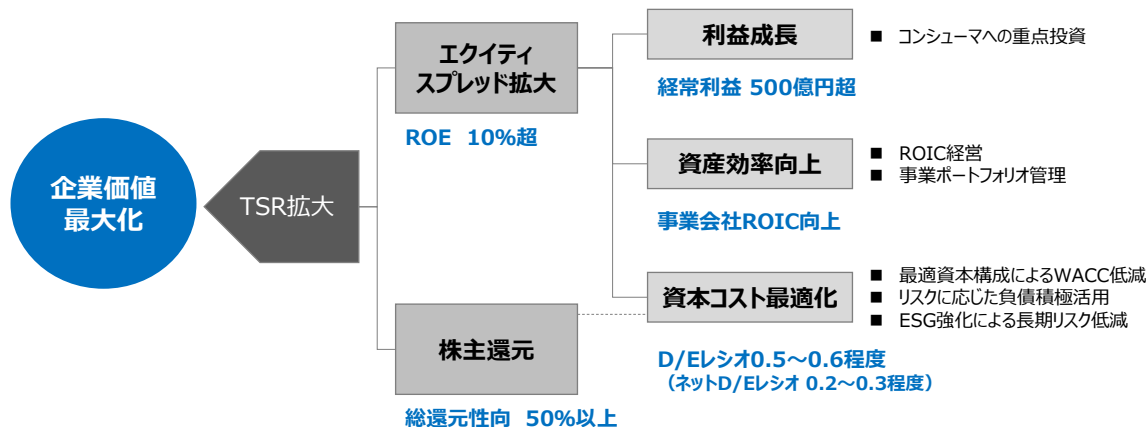 企業価値
最大化
TSR拡大
エクイティ
スプレッド拡大
ROE 10%超
株主還元
総還元性向 50%以上
利益成長
経常利益 500億円超
■ コンシューマへの重点投資
資産効率向上
事業会社ROIC向上
■ ROIC経営
■ 事業ポートフォリオ管理
資本コスト最適化
D/Eレシオ0.5～0.6程度
（ネットD/Eレシオ 0.2～0.3程度）
■ 最適資本構成によるWACC低減
■ リスクに応じた負債積極活用
■ ESG強化による長期リスク低減